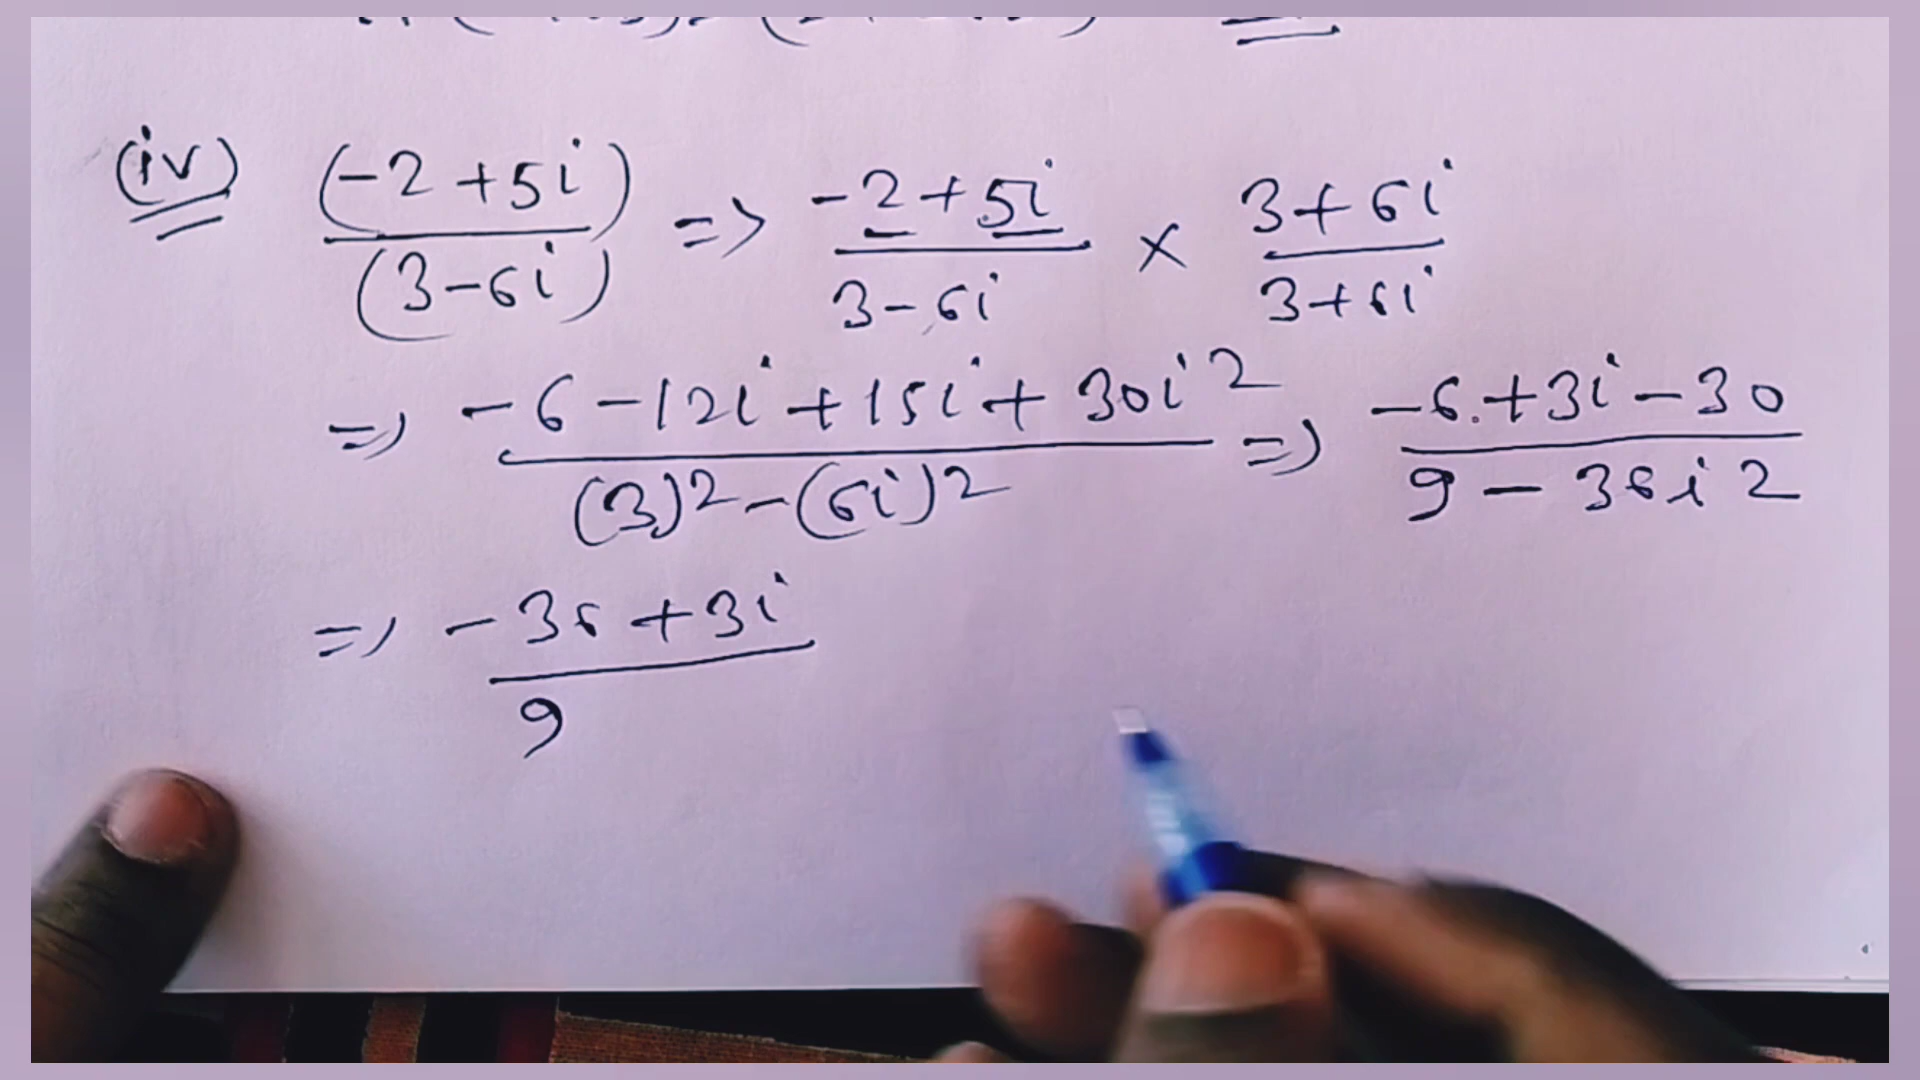 (iv) (-2+5i)/(3-6i) => -2+5i/3-6i × 3+6i/3+6i
=> -6-12i+15i+30i²/(3)²-(6i)² => -6.+3i-30/9-36i²
=> -36+3i/9